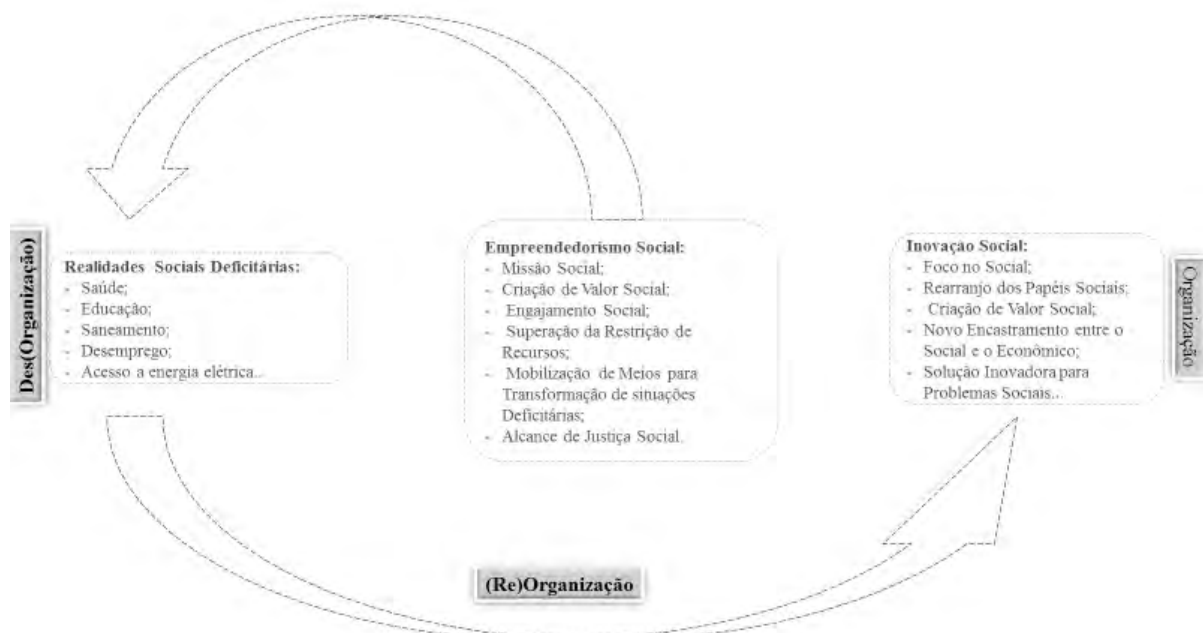 Des(Organização)
Realidades Sociais Deficitárias:
- Saúde;
- Educação;
- Saneamento;
- Desemprego;
- Acesso a energia elétrica..
Empreendedorismo Social:
- Missão Social;
- Criação de Valor Social;
- Engajamento Social;
- Superação da Restrição de
Recursos;
- Mobilização de Meios para
Transformação de situações
Deficitárias;
- Alcance de Justiça Social.
Inovação Social:
- Foco no Social;
- Rearranjo dos Papéis Sociais;
- Criação de Valor Social;
- Novo Encastramento entre o
Social e o Econômico;
- Solução Inovadora para
Problemas Sociais..
Organização
(Re)Organização